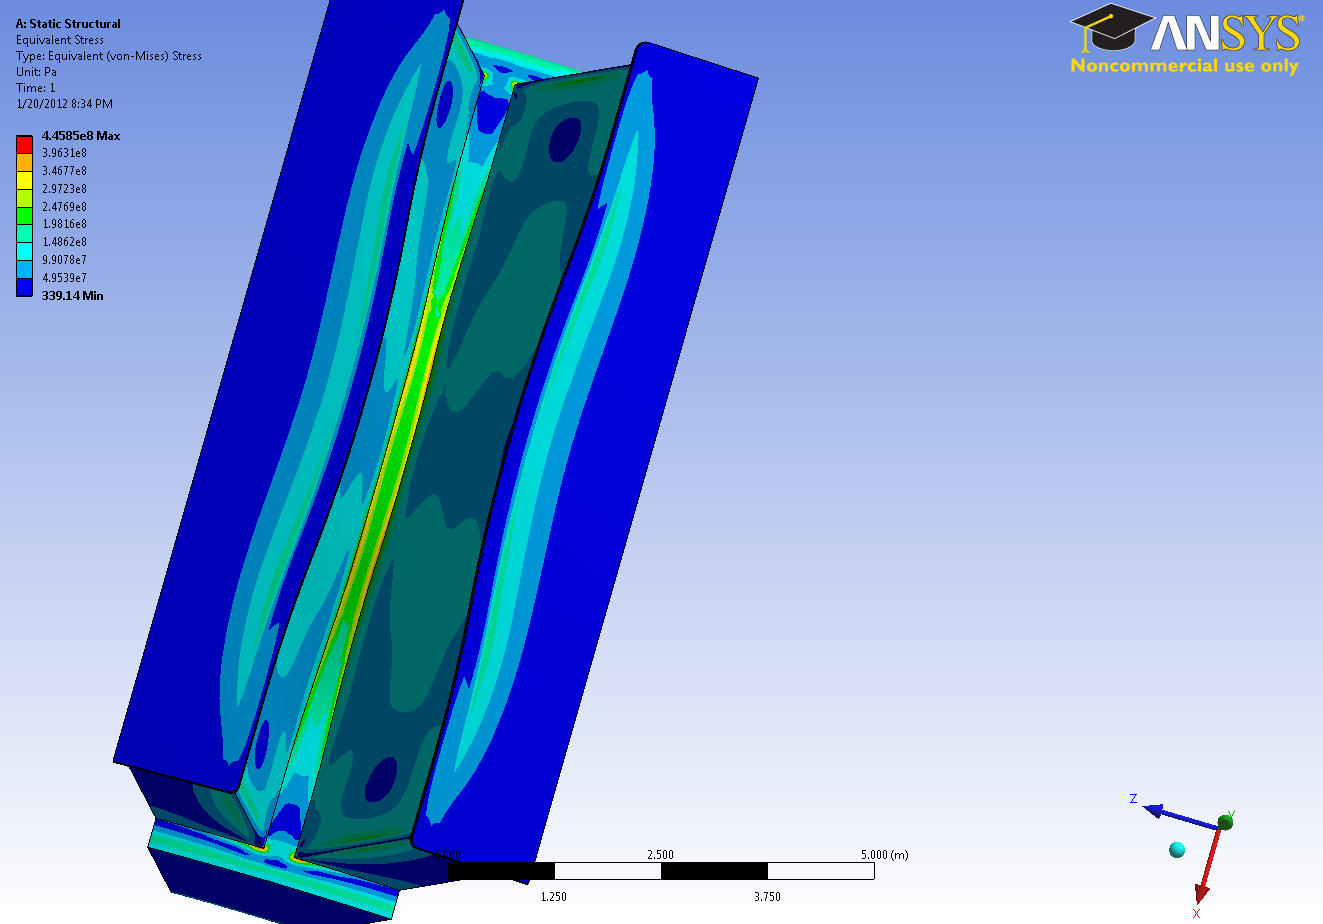 A: Static Structural
Equivalent Stress
Type: Equivalent (von-Mises) Stress
Unit: Pa
Time: 1
1/20/2012 8:34 PM
4.4585e8 Max
3.9631e8
3.4677e8
2.9723e8
2.4769e8
1.9816e8
1.4862e8
9.9078e7
4.9539e7
339.14 Min
ANSYS
Noncommercial use only
0.000
2.500
5.000 (m)
1.250
3.750
Z
Y
X